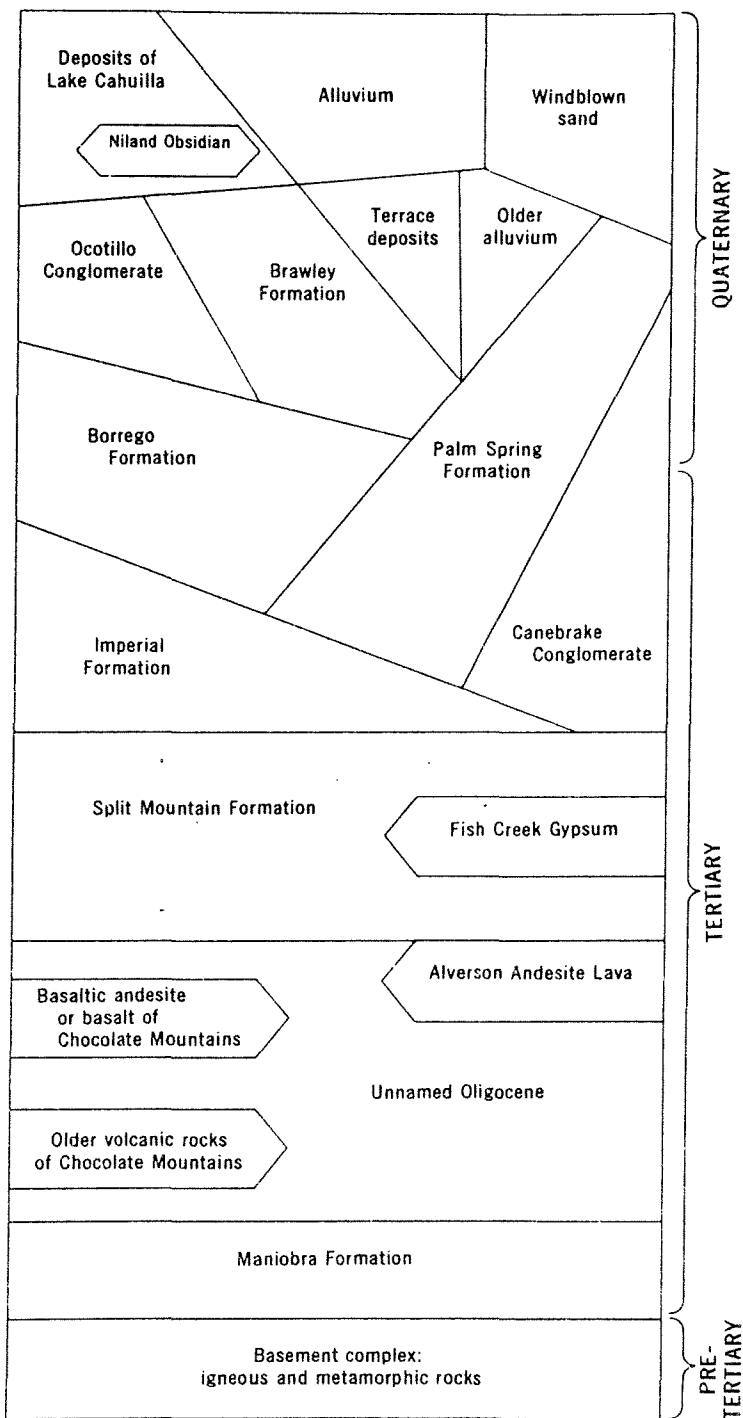 Deposits of
Lake Cahuilla
Niland Obsidian
Alluvium
Windblown
sand
Ocotillo
Conglomerate
Brawley
Formation
Terrace
deposits
Older
alluvium
QUATERNARY
Borrego
Formation
Palm Spring
Formation
Imperial
Formation
Canebrake
Conglomerate
Split Mountain Formation
Fish Creek Gypsum
TERTIARY
Alverson Andesite Lava
Basaltic andesite
or basalt of
Chocolate Mountains
Unnamed Oligocene
Older volcanic rocks
of Chocolate Mountains
Maniobra Formation
Basement complex:
igneous and metamorphic rocks
PRE-
TERTIARY